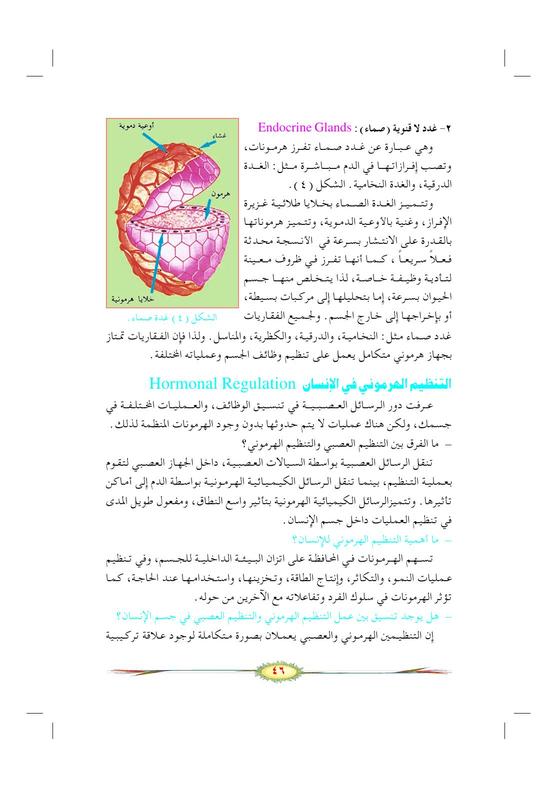 ٢- غدد لا قنوية ( صماء ) : Endocrine Glands
وهي عبارة عن غدد صماء تفرز هرمونات،
وتصب إفرازاتها في الدم مباشرة مثل: الغدة
الدرقية، والغدة النخامية. الشكل ( ٤ ) .
وتتميز الغدة الصماء بخلايا طلائية غزيرة
الإفراز، وغنية بالأوعية الدموية، وتتميز هرموناتها
بالقدرة على الانتشار بسرعة في الأنسجة محدثة
فعلاً سريعاً ، كما أنها تفرز في ظروف معينة
لتأدية وظيفة خاصة، لذا يتخلص منها جسم
الحيوان بسرعة، إما بتحليلها إلى مركبات بسيطة،
أو بإخراجها إلى خارج الجسم. ولجميع الفقاريات
أوعية دموية
غشاء
هرمون
خلايا هرمونية
الشكل ( ٤ ) غدة صماء.
غدد صماء مثل: النخامية، والدرقية، والكظرية، والمناسل. ولذا فإن الفقاريات تمتاز
بجهاز هرموني متكامل يعمل على تنظيم وظائف الجسم وعملياته المختلفة.
التنظيم الهرموني في الإنسان Hormonal Regulation
عرفت دور الرسائل العصبية في تنسيق الوظائف، والعمليات المختلفة في
جسمك، ولكن هناك عمليات لا يتم حدوثها بدون وجود الهرمونات المنظمة لذلك.
– ما الفرق بين التنظيم العصبي والتنظيم الهرموني؟
تنقل الرسائل العصبية بواسطة السيالات العصبية، داخل الجهاز العصبي لتقوم
بعملية التنظيم، بينما تنقل الرسائل الكيميائية الهرمونية بواسطة الدم إلى أماكن
تأثيرها. وتتميزالرسائل الكيميائية الهرمونية بتأثير واسع النطاق، ومفعول طويل المدى
في تنظيم العمليات داخل جسم الإنسان.
– ما أهمية التنظيم الهرموني للإنسان؟
تسهم الهرمونات في المحافظة على اتزان البيئة الداخلية للجسم، وفي تنظيم
عمليات النمو، والتكاثر، وإنتاج الطاقة، وتخزينها، واستخدامها عند الحاجة، كما
تؤثر الهرمونات في سلوك الفرد وتفاعلاته مع الآخرين من حوله.
– هل يوجد تنسيق بين عمل التنظيم الهرموني والتنظيم العصبي في جسم الإنسان؟
إن التنظيمين الهرموني والعصبي يعملان بصورة متكاملة لوجود علاقة تركيبية
٤٦